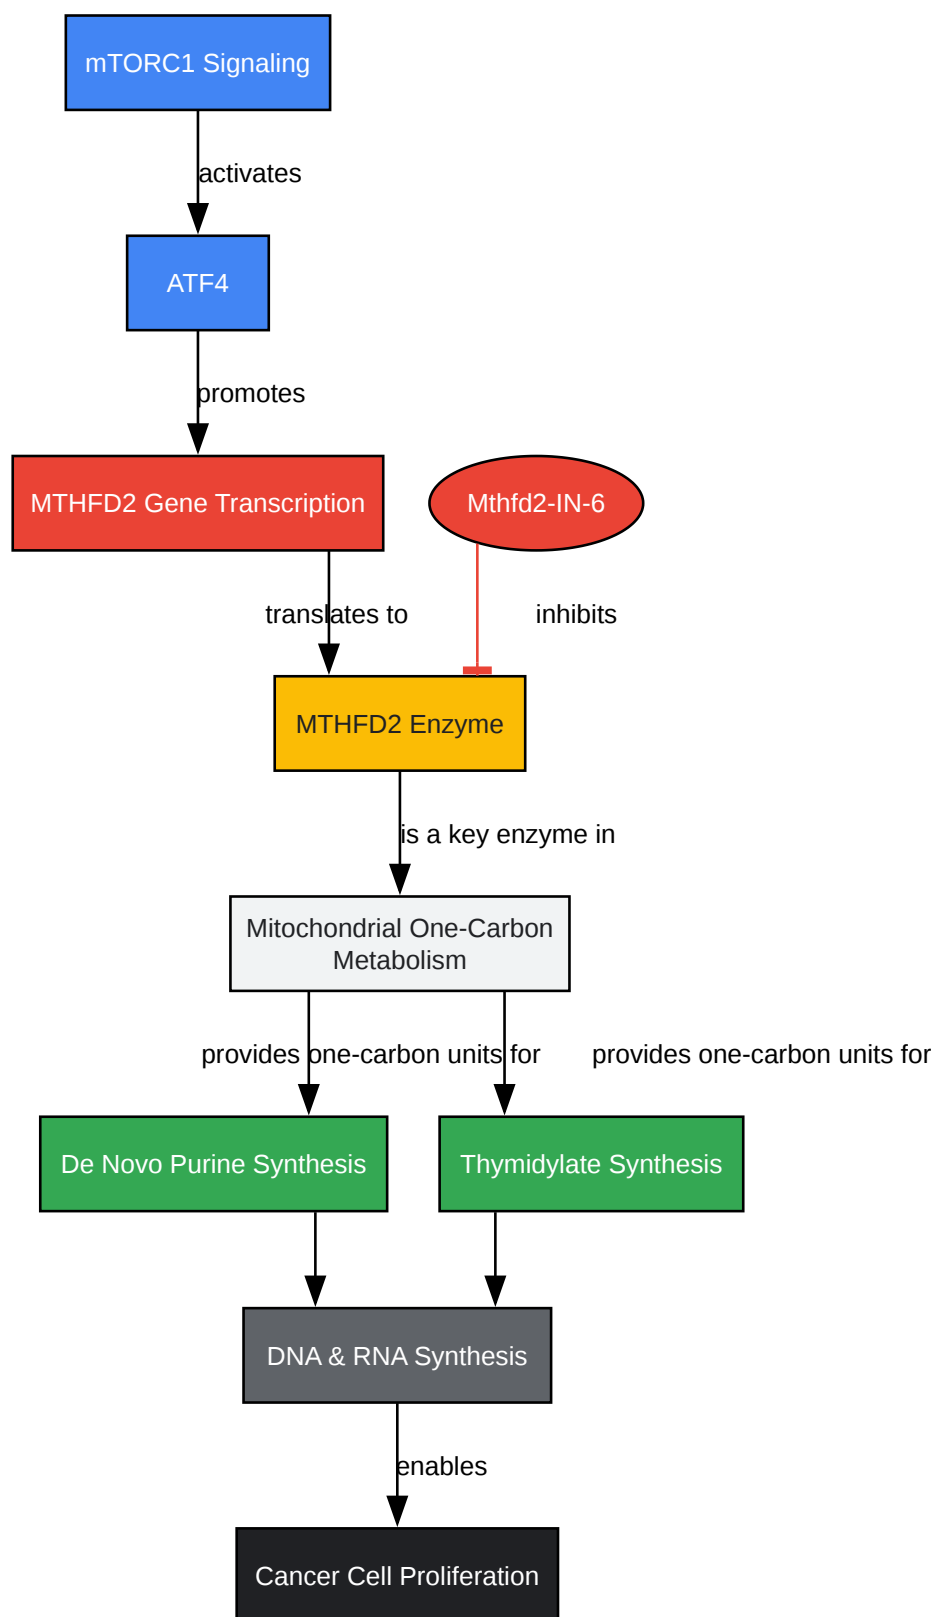 mTORC1 Signaling
activates
ATF4
promotes
MTHFD2 Gene Transcription
Mthfd2-IN-6
translates to
inhibits
MTHFD2 Enzyme
is a key enzyme in
Mitochondrial One-Carbon
Metabolism
provides one-carbon units for
provides one-carbon units for
De Novo Purine Synthesis
Thymidylate Synthesis
DNA & RNA Synthesis
enables
Cancer Cell Proliferation